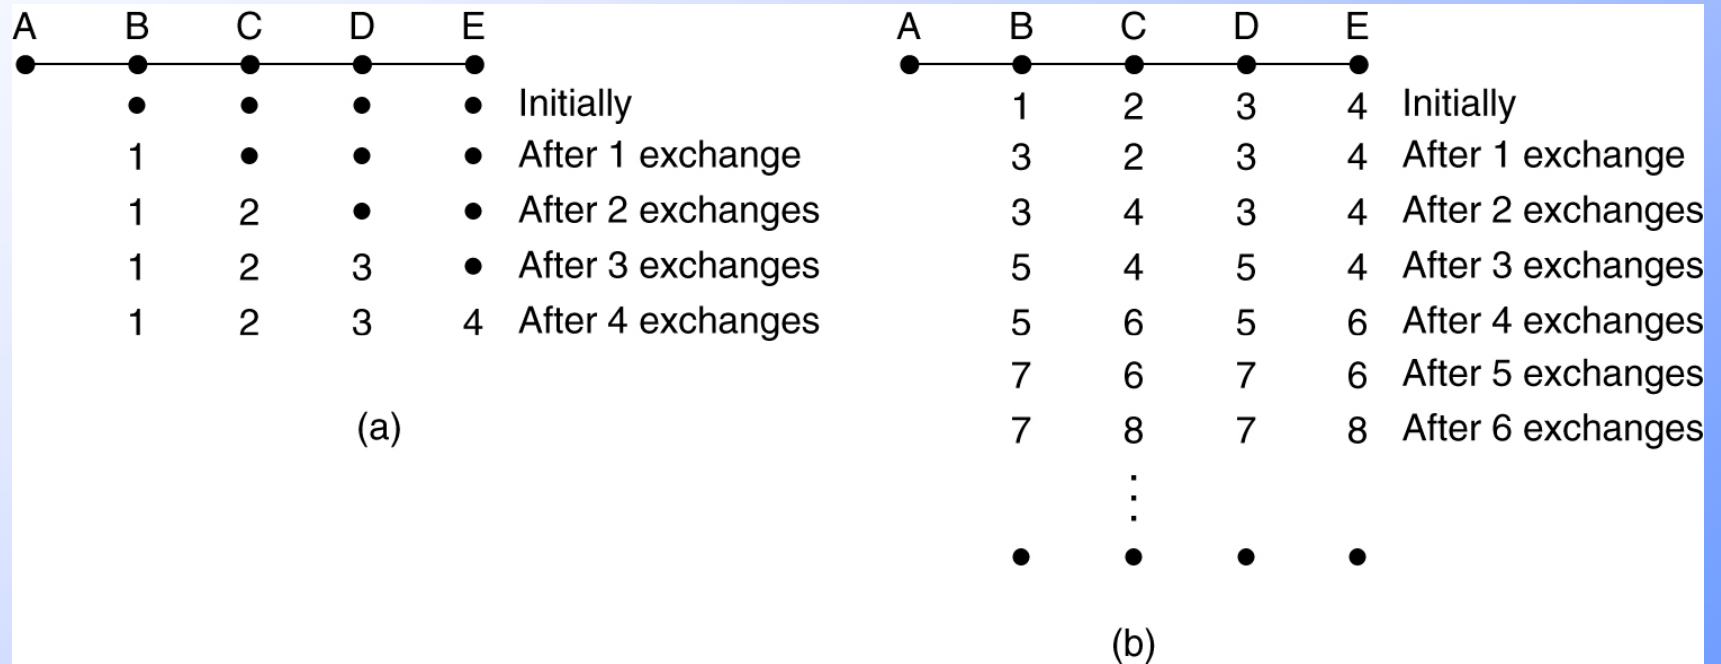 A B C D E
• • • • Initially
1 • • • After 1 exchange
1 2 • • After 2 exchanges
1 2 3 • After 3 exchanges
1 2 3 4 After 4 exchanges
(a)
A B C D E
1 2 3 4 Initially
3 2 3 4 After 1 exchange
3 4 3 4 After 2 exchanges
5 4 5 4 After 3 exchanges
5 6 5 6 After 4 exchanges
7 6 7 6 After 5 exchanges
7 8 7 8 After 6 exchanges
⋮
• • • •
(b)